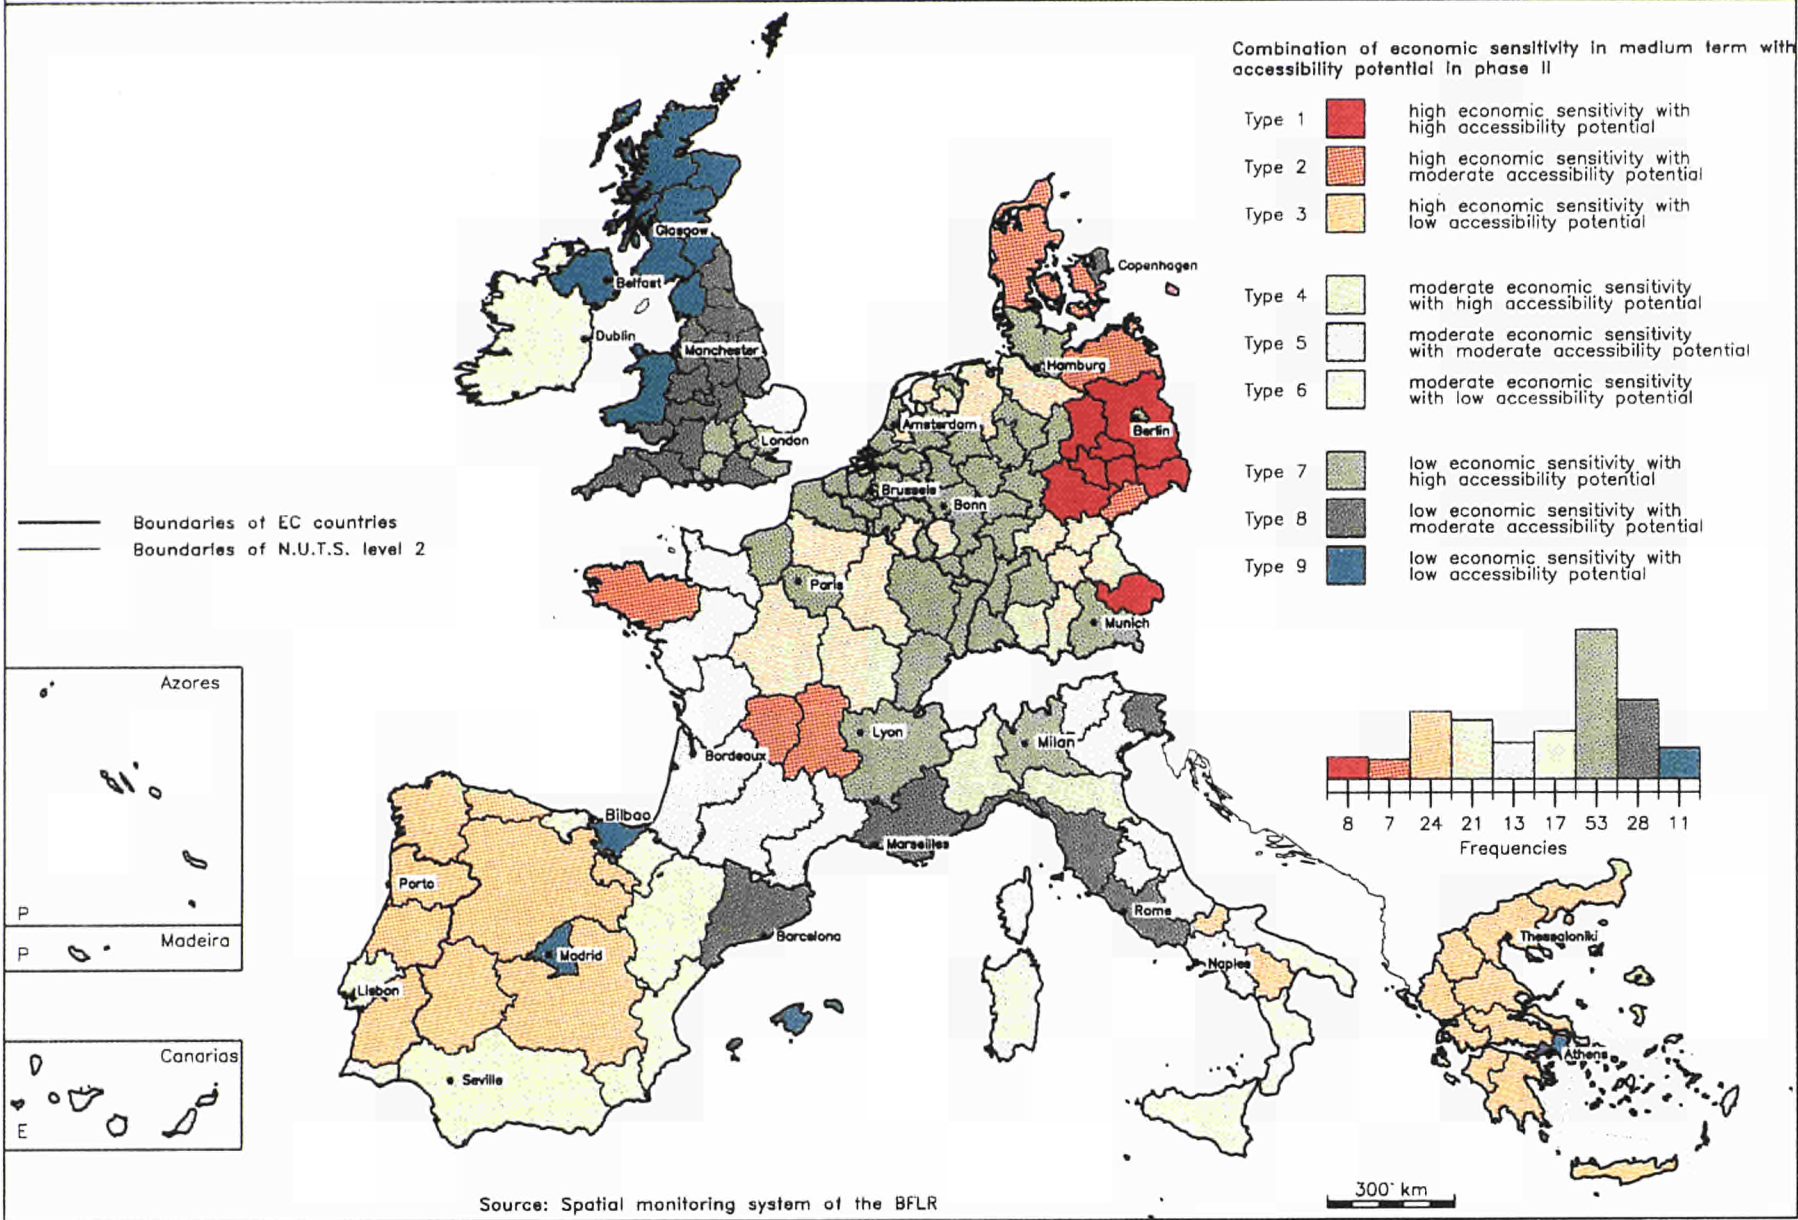 Combination of economic sensitivity in medium term with
accessibility potential in phase II
Type 1 high economic sensitivity with
high accessibility potential
Type 2 high economic sensitivity with
moderate accessibility potential
Type 3 high economic sensitivity with
low accessibility potential
Type 4 moderate economic sensitivity
with high accessibility potential
Type 5 moderate economic sensitivity
with moderate accessibility potential
Type 6 moderate economic sensitivity
with low accessibility potential
Type 7 low economic sensitivity with
high accessibility potential
Type 8 low economic sensitivity with
moderate accessibility potential
Type 9 low economic sensitivity with
low accessibility potential
8 7 24 21 13 17 53 28 11
Frequencies
Boundaries of EC countries
Boundaries of N.U.T.S. level 2
Glasgow
Belfast
Copenhagen
Dublin
Manchester
Hamburg
Amsterdam
Berlin
London
Brussels
Bonn
Paris
Munich
Lyon
Milan
Bordeaux
Bilbao
Marseilles
Porto
Rome
Barcelona
Thessaloniki
Madrid
Naples
Lisbon
Athens
Seville
Azores
P
Madeira
P
Canarias
E
300 km
Source: Spatial monitoring system of the BFLR